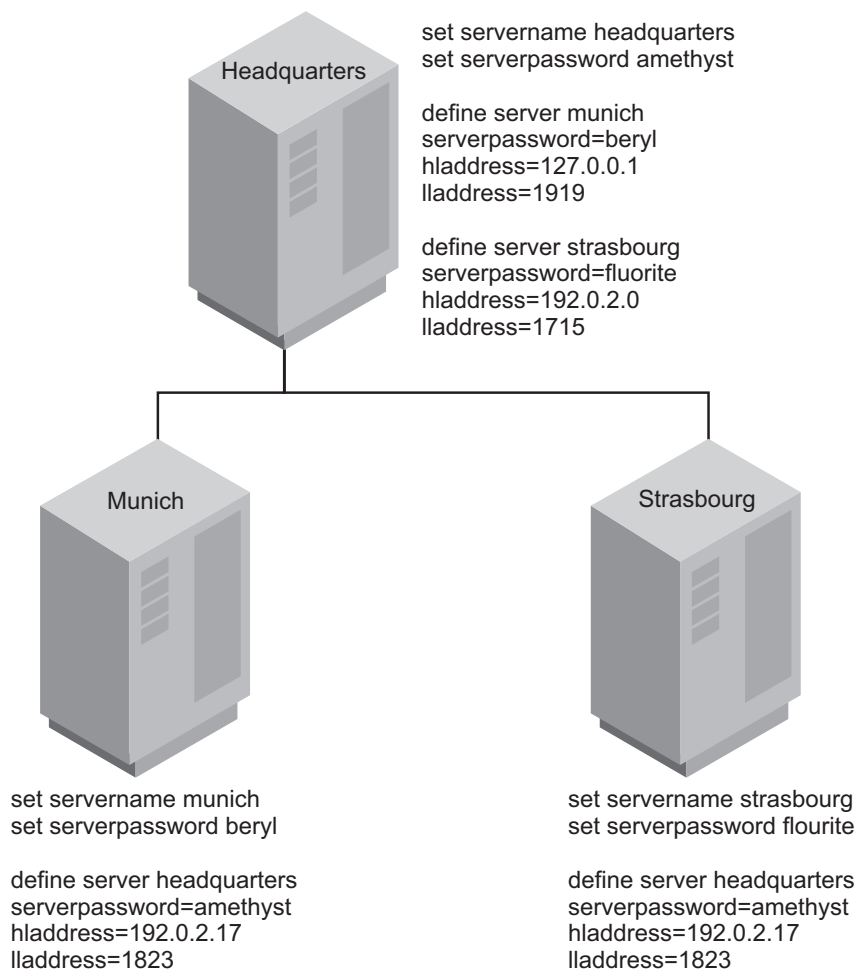 Headquarters
set servername headquarters
set serverpassword amethyst
define server munich
serverpassword=beryl
hladdress=127.0.0.1
lladdress=1919
define server strasbourg
serverpassword=fluorite
hladdress=192.0.2.0
lladdress=1715
Munich
set servername munich
set serverpassword beryl
define server headquarters
serverpassword=amethyst
hladdress=192.0.2.17
lladdress=1823
Strasbourg
set servername strasbourg
set serverpassword flourite
define server headquarters
serverpassword=amethyst
hladdress=192.0.2.17
lladdress=1823